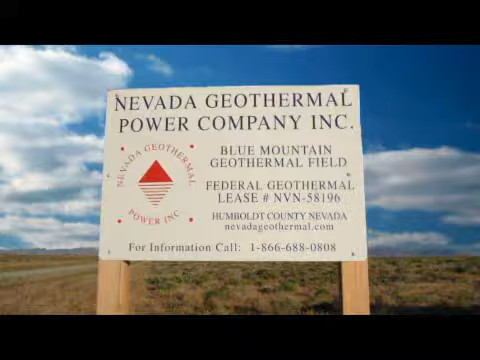 NEVADA GEOTHERMAL
POWER COMPANY INC.
NEVADA GEOTHERMAL
POWER INC
BLUE MOUNTAIN
GEOTHERMAL FIELD
FEDERAL GEOTHERMAL
LEASE # NVN-58196
HUMBOLDT COUNTY NEVADA
nevadageothermal.com
For Information Call: 1-866-688-0808